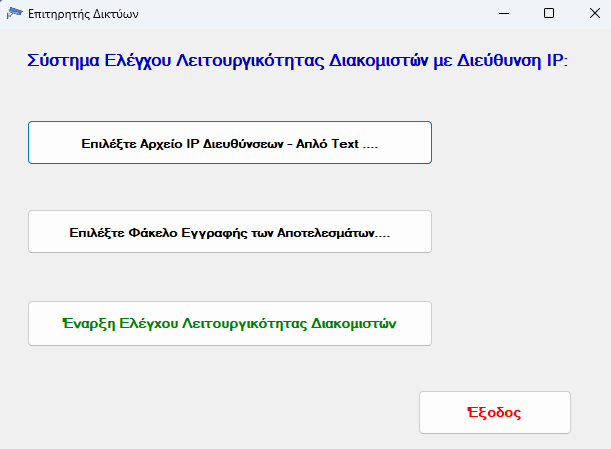 Επιτηρητής Δικτύων
Σύστημα Ελέγχου Λειτουργικότητας Διακομιστών με Διεύθυνση IP:
Επιλέξτε Αρχείο IP Διευθύνσεων - Απλό Text ....
Επιλέξτε Φάκελο Εγγραφής των Αποτελεσμάτων....
Έναρξη Ελέγχου Λειτουργικότητας Διακομιστών
Έξοδος